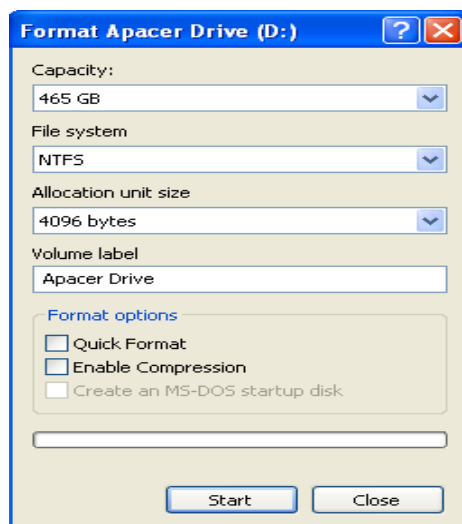 Format Apacer Drive (D:)
?
Capacity:
465 GB
File system
NTFS
Allocation unit size
4096 bytes
Volume label
Apacer Drive
Format options
Quick Format
Enable Compression
Create an MS-DOS startup disk
Start Close